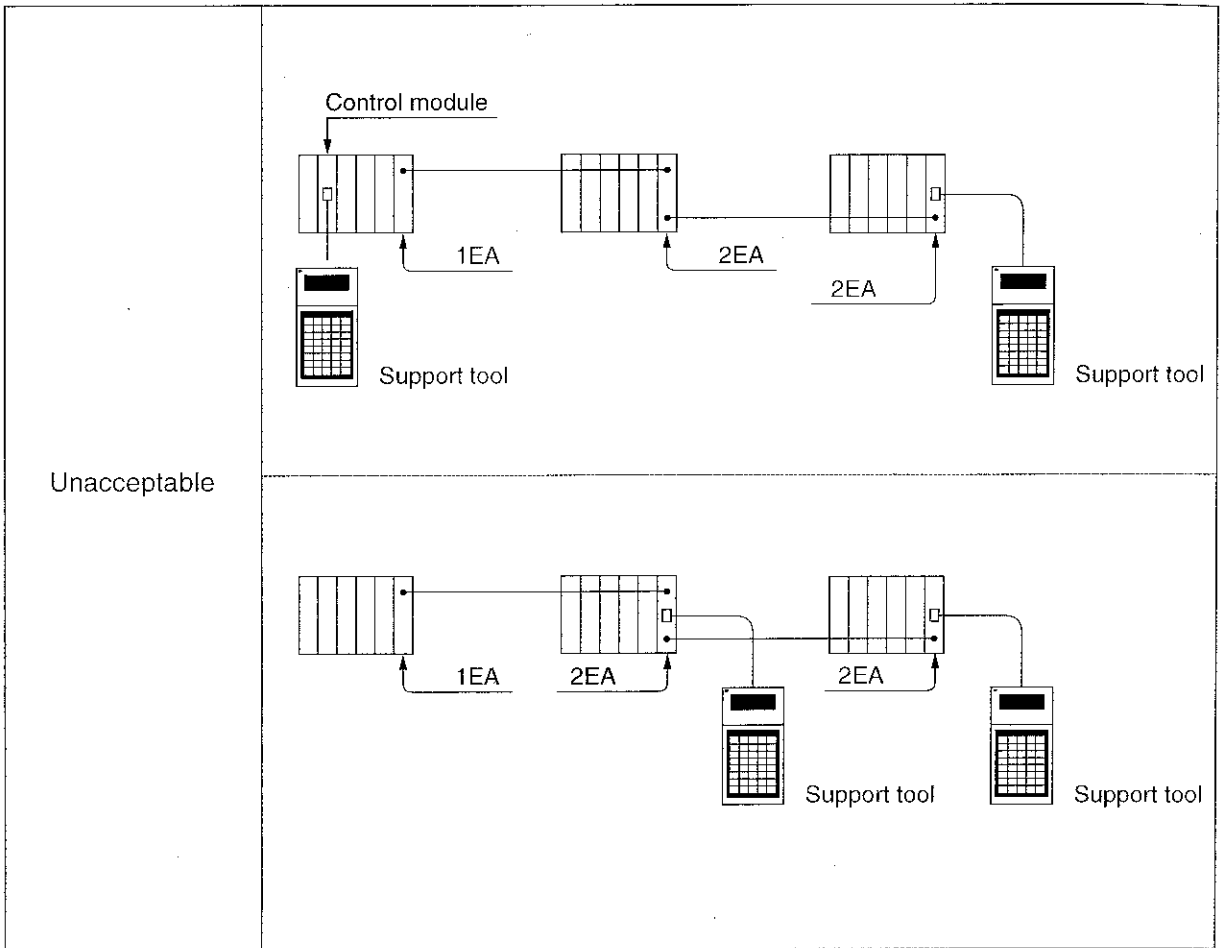 Control module
1EA
2EA
2EA
Support tool
Support tool
Unacceptable
1EA
2EA
2EA
Support tool
Support tool